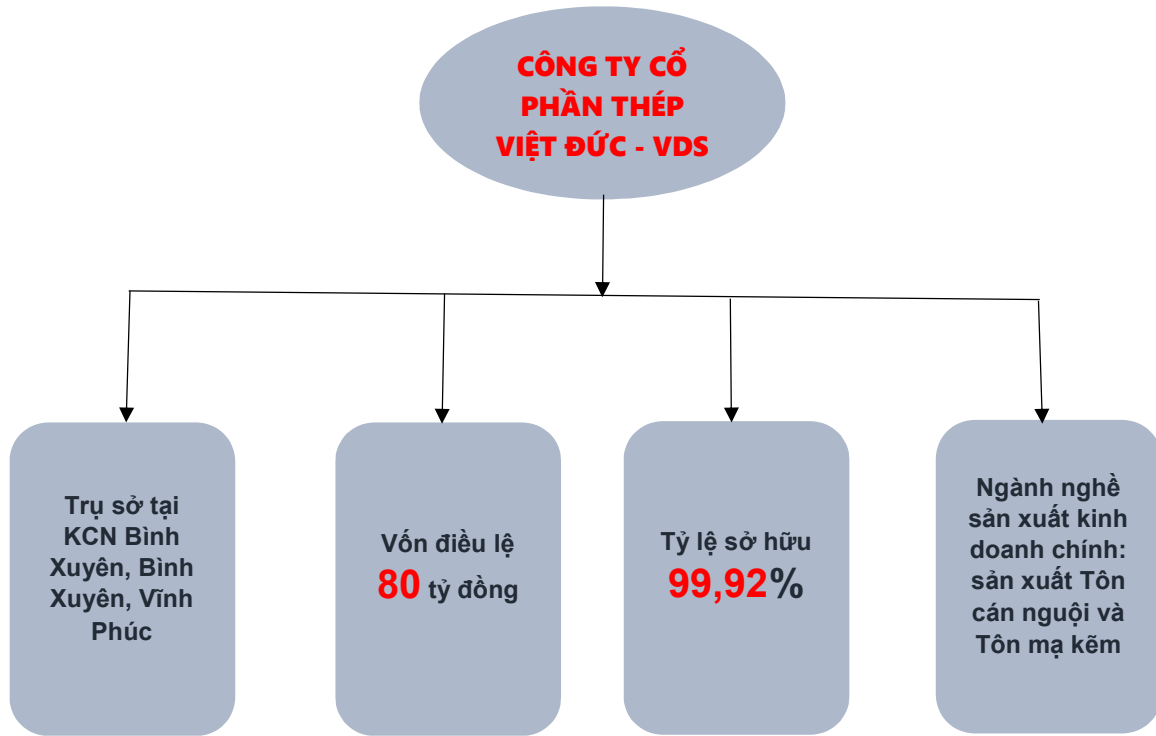 CÔNG TY CỔ
PHẦN THÉP
VIỆT ĐỨC - VDS
Trụ sở tại
KCN Bình
Xuyên, Bình
Xuyên, Vĩnh
Phúc
Vốn điều lệ
80 tỷ đồng
Tỷ lệ sở hữu
99,92%
Ngành nghề
sản xuất kinh
doanh chính:
sản xuất Tôn
cán nguội và
Tôn mạ kẽm